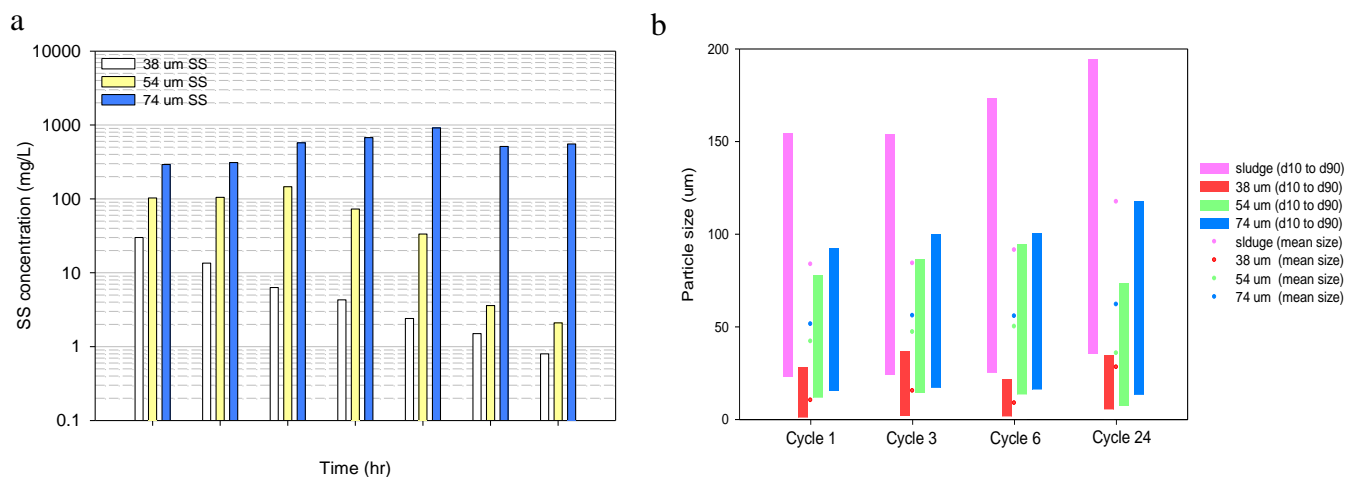 a
10000
1000
100
10
1
0.1
SS concentration (mg/L)
38 um SS
54 um SS
74 um SS
Time (hr)
b
200
150
100
50
0
Particle size (um)
Cycle 1
Cycle 3
Cycle 6
Cycle 24
sludge (d10 to d90)
38 um (d10 to d90)
54 um (d10 to d90)
74 um (d10 to d90)
slduge (mean size)
38 um (mean size)
54 um (mean size)
74 um (mean size)